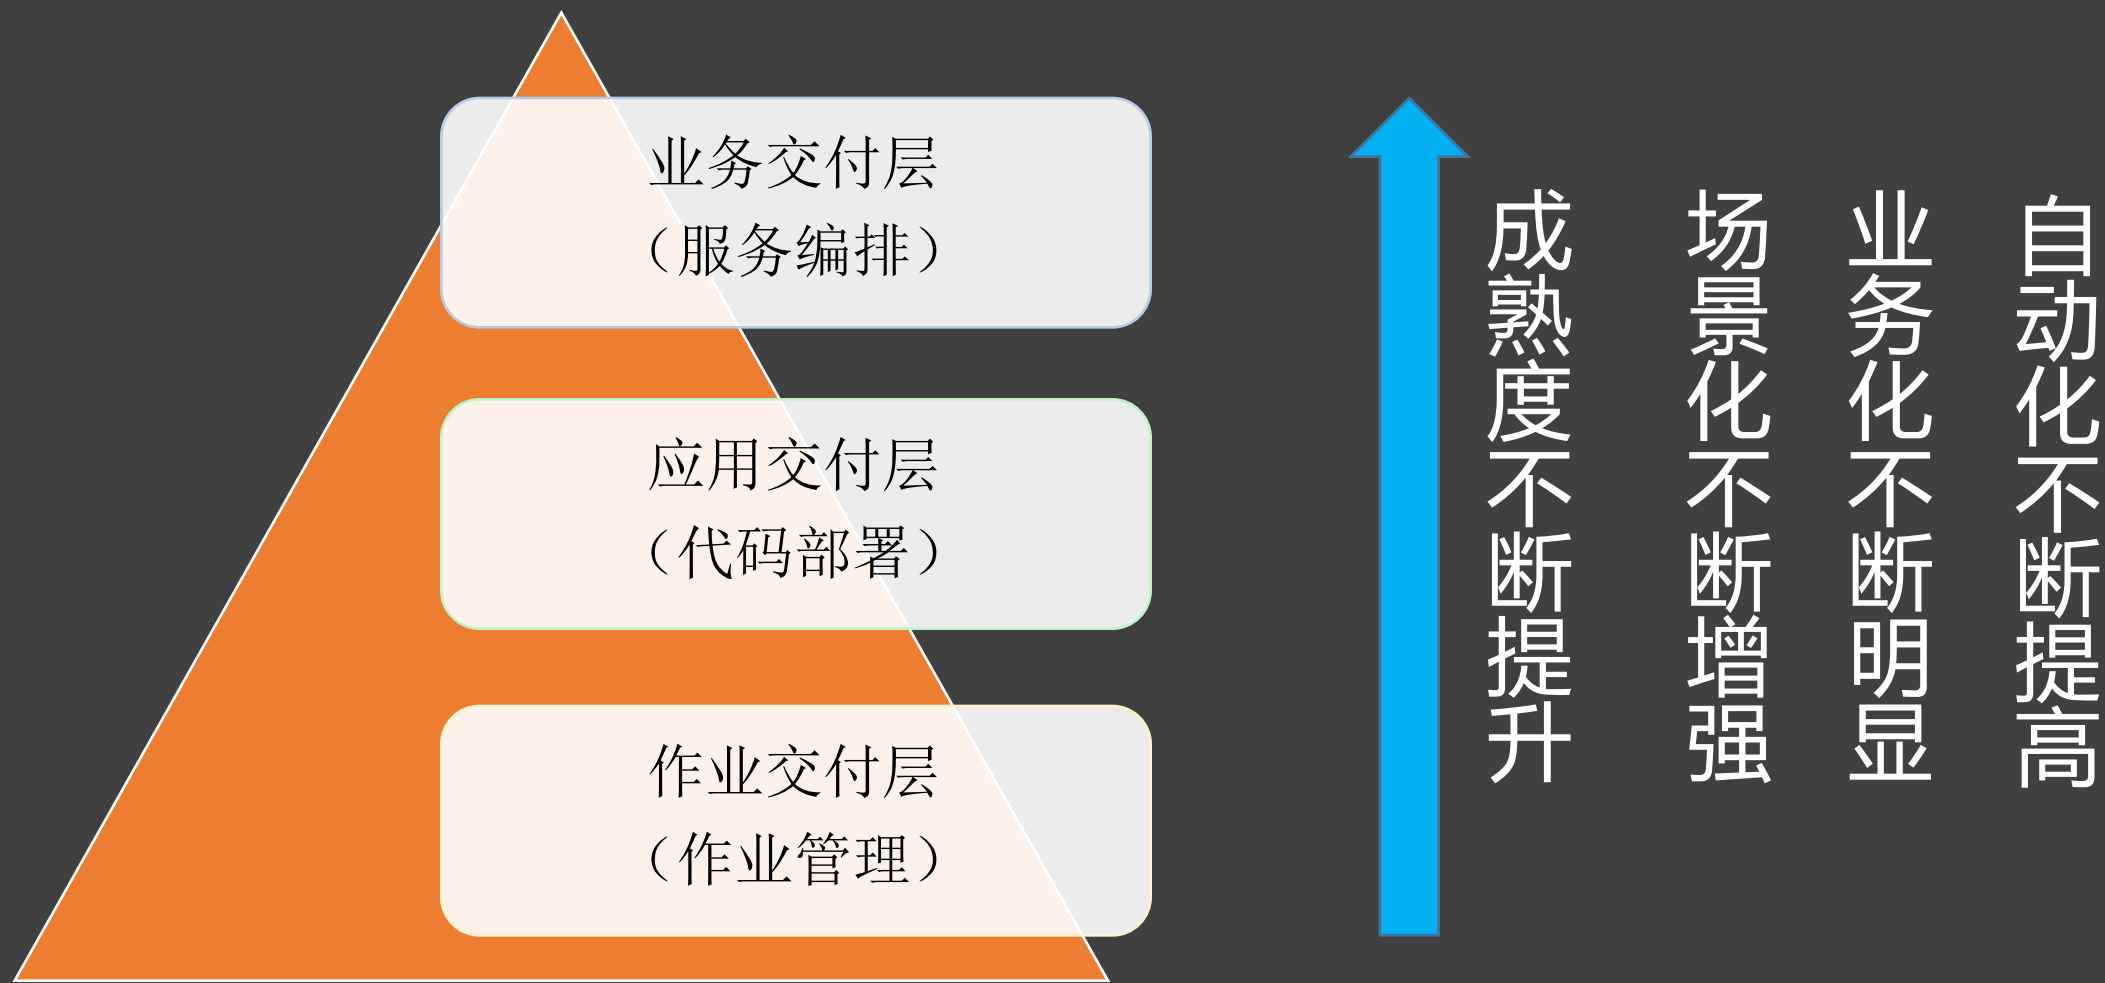 业务交付层
（服务编排）
应用交付层
（代码部署）
作业交付层
（作业管理）
成熟度不断提升
场景化不断增强
业务化不断明显
自动化不断提高